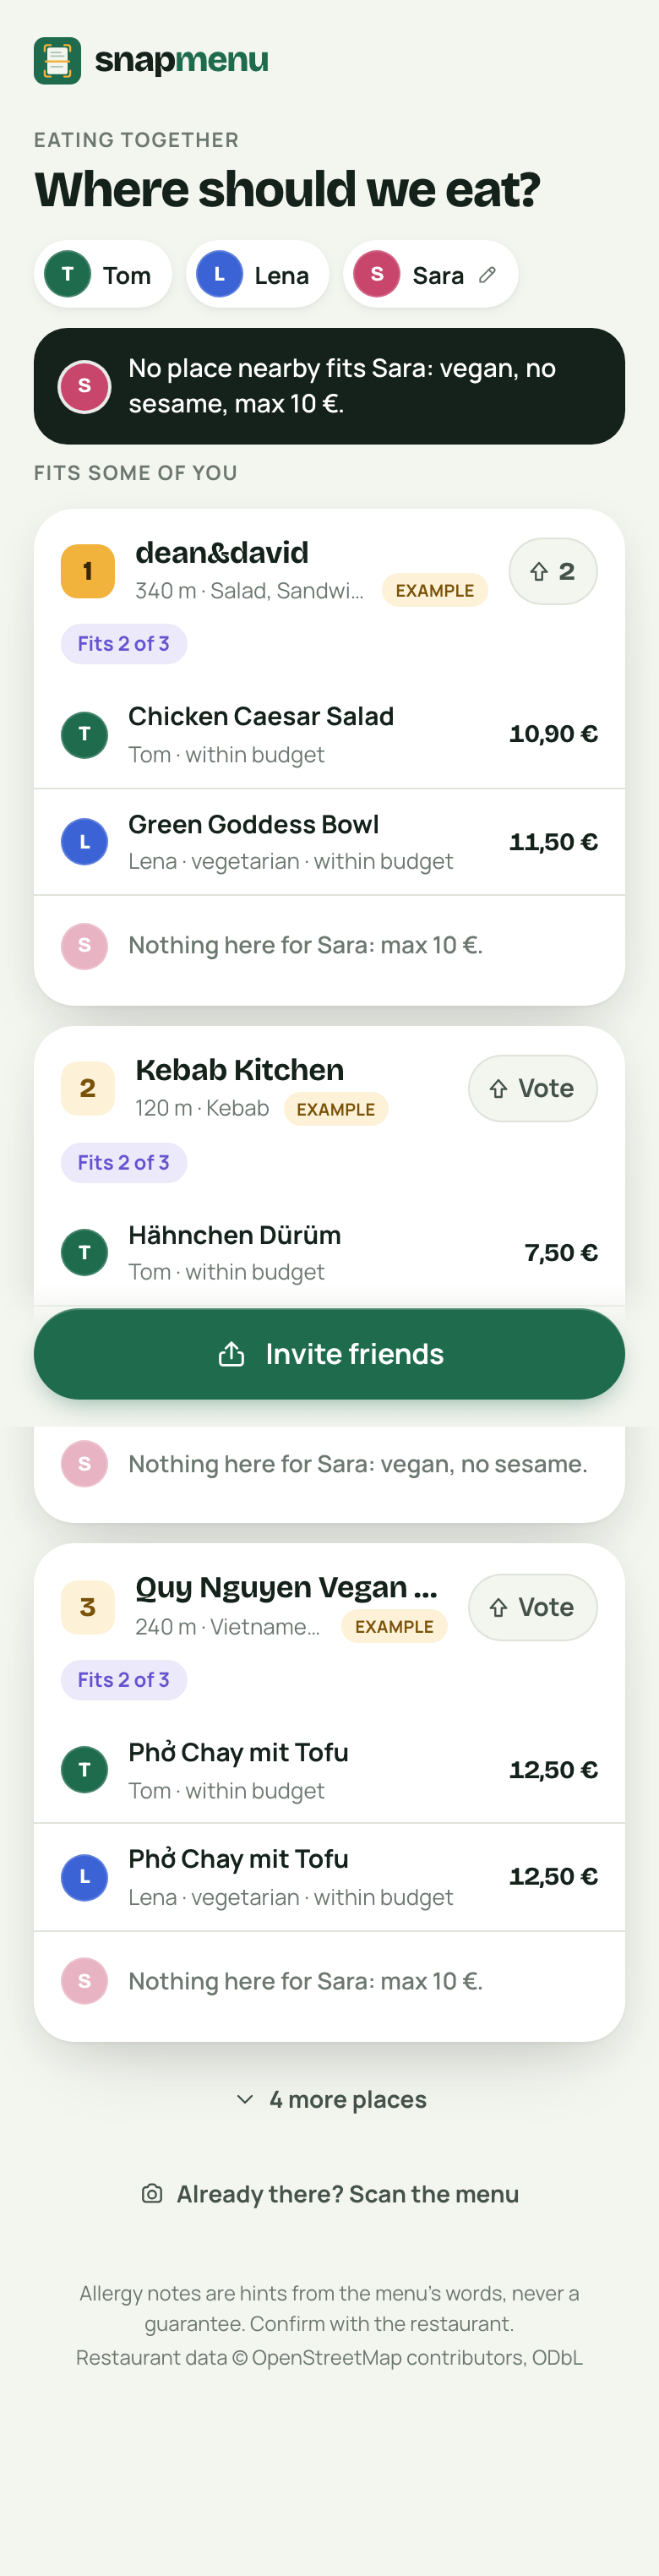 snapmenu
EATING TOGETHER
Where should we eat?
T Tom
L Lena
S Sara
S
No place nearby fits Sara: vegan, no
sesame, max 10 €.
FITS SOME OF YOU
1
dean&david
340 m · Salad, Sandwi...
EXAMPLE
2
Fits 2 of 3
T
Chicken Caesar Salad
Tom · within budget
10,90 €
L
Green Goddess Bowl
Lena · vegetarian · within budget
11,50 €
S
Nothing here for Sara: max 10 €.
2
Kebab Kitchen
120 m · Kebab
EXAMPLE
Vote
Fits 2 of 3
T
Hähnchen Dürüm
Tom · within budget
7,50 €
Invite friends
S
Nothing here for Sara: vegan, no sesame.
3
Quy Nguyen Vegan ...
240 m · Vietname...
EXAMPLE
Vote
Fits 2 of 3
T
Phở Chay mit Tofu
Tom · within budget
12,50 €
L
Phở Chay mit Tofu
Lena · vegetarian · within budget
12,50 €
S
Nothing here for Sara: max 10 €.
4 more places
Already there? Scan the menu
Allergy notes are hints from the menu's words, never a
guarantee. Confirm with the restaurant.
Restaurant data © OpenStreetMap contributors, ODbL